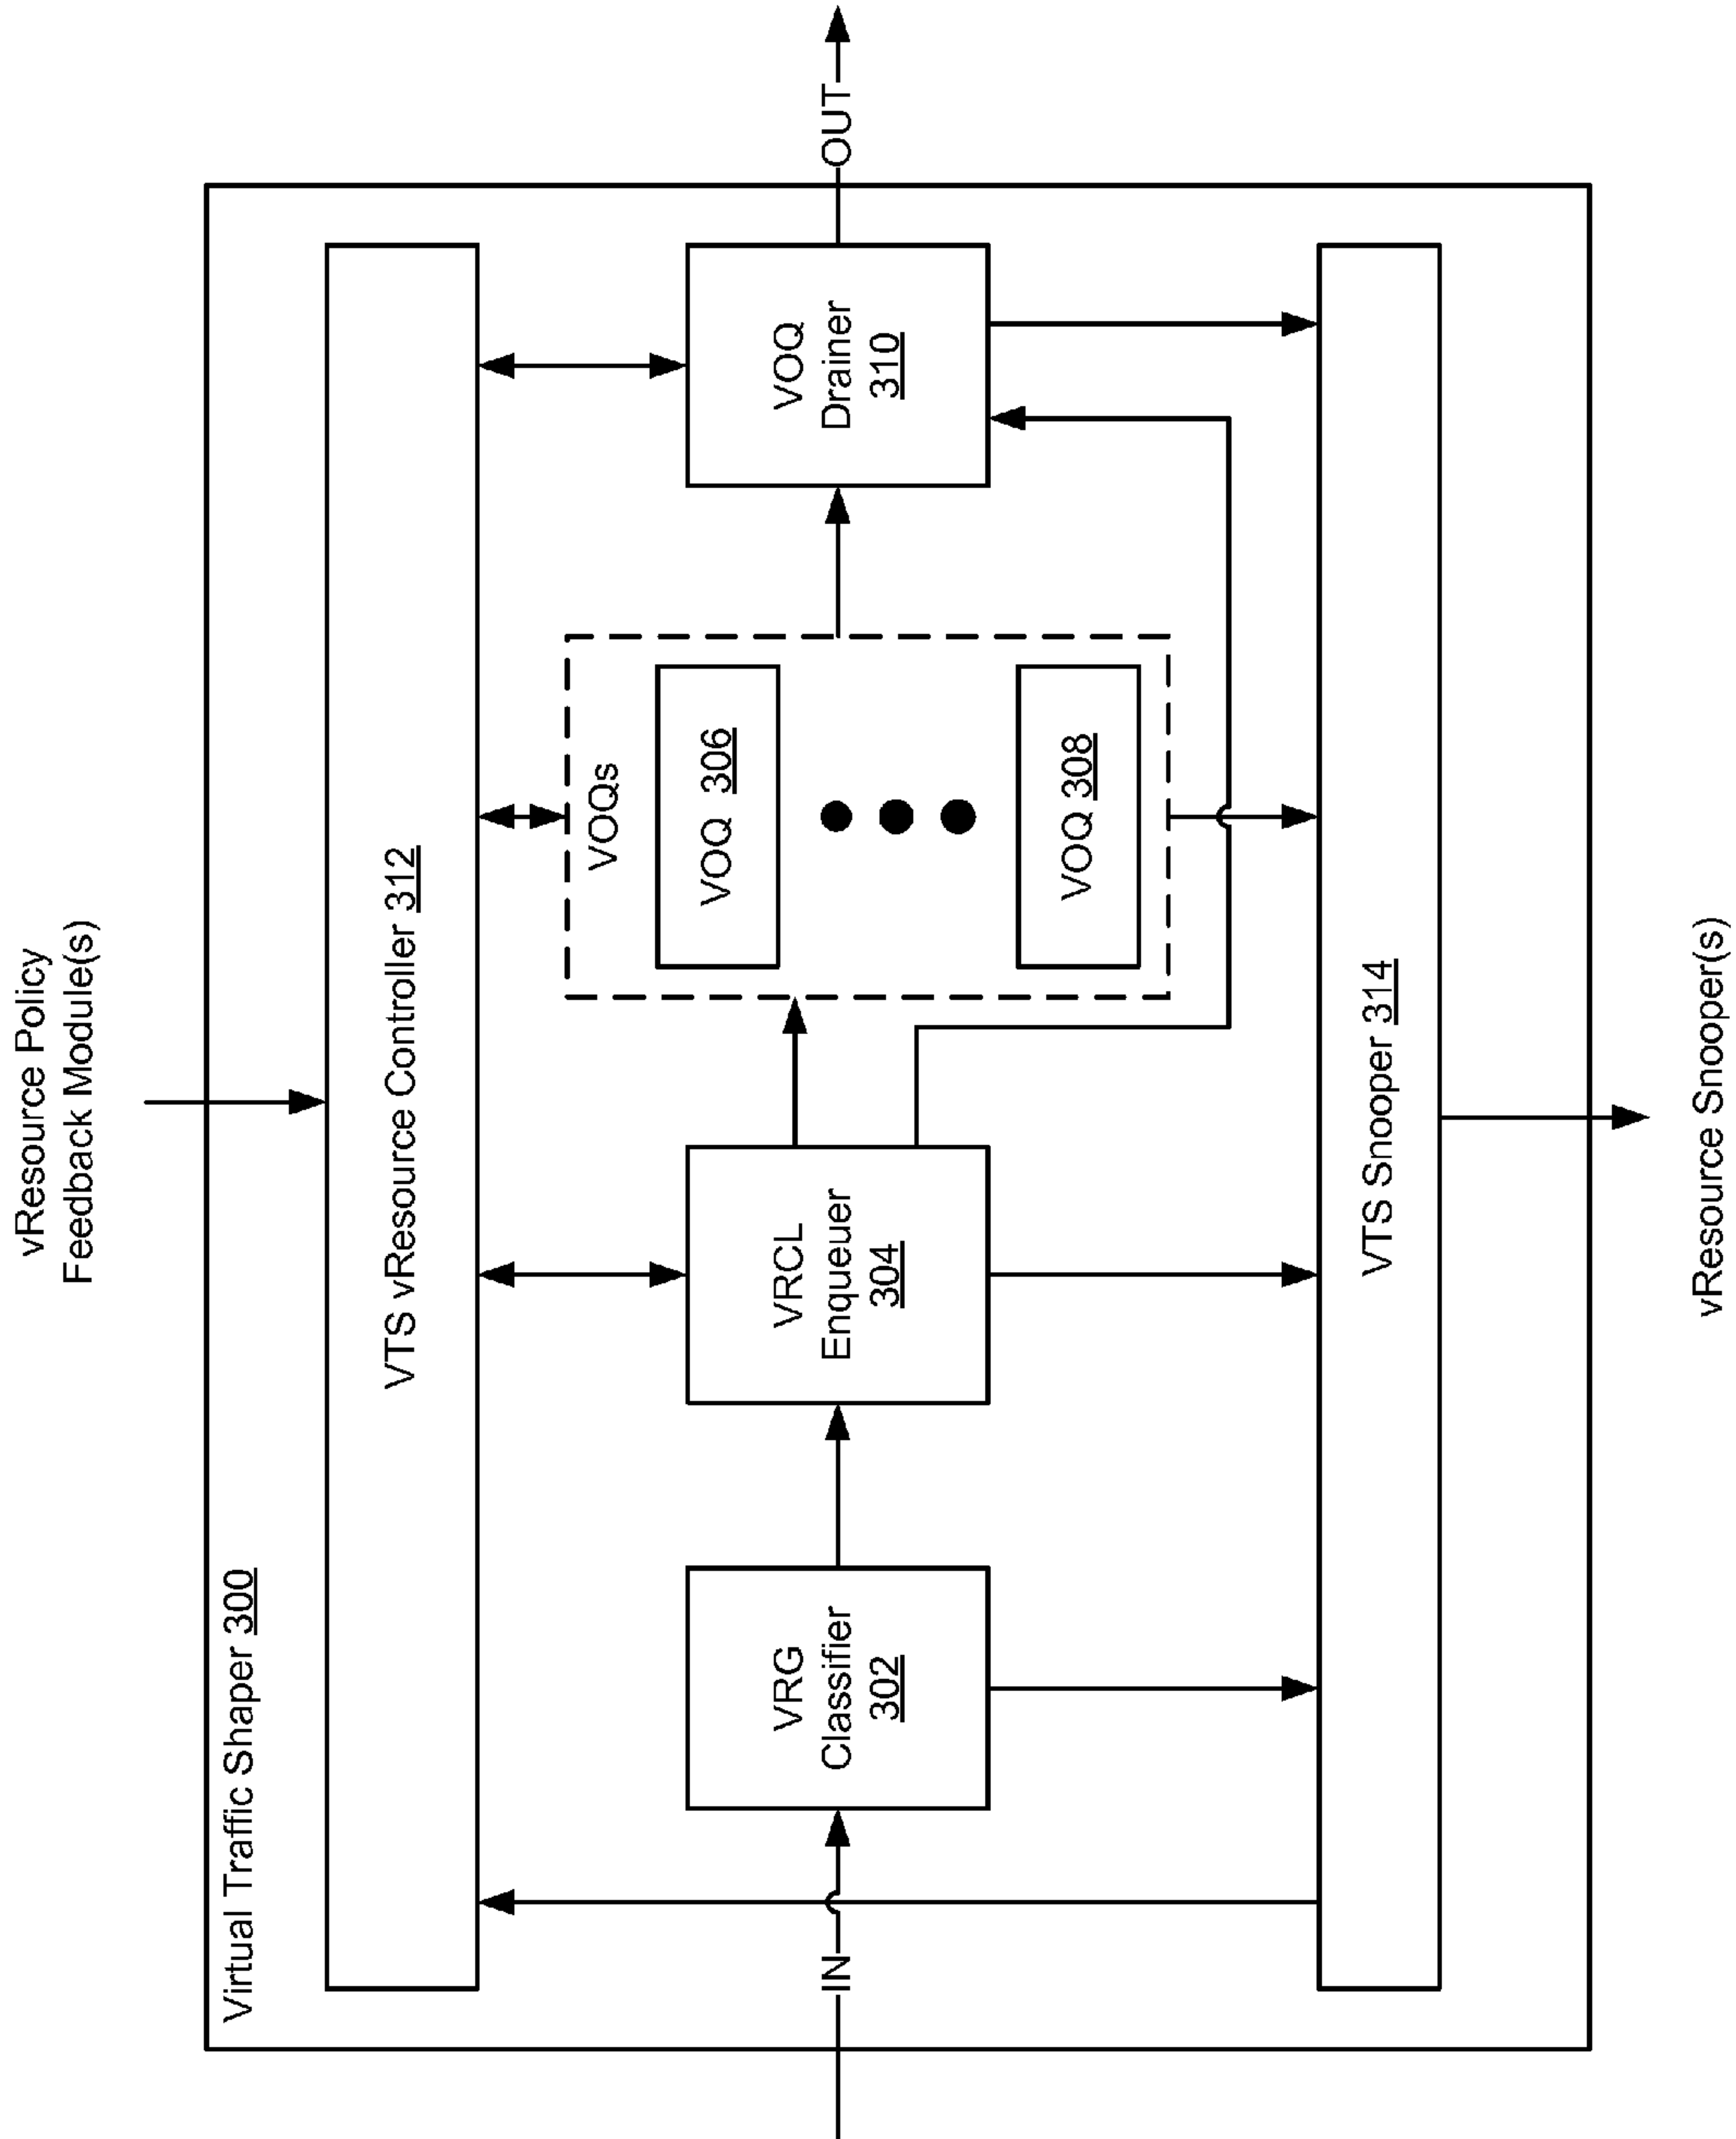 vResource Policy
Feedback Module(s)
Virtual Traffic Shaper 300
VTS vResource Controller 312
IN
VRG
Classifier
302
VRCL
Enqueuer
304
VOQs
VOQ 306
VOQ 308
VOQ
Drainer
310
OUT
VTS Snooper 314
vResource Snooper(s)